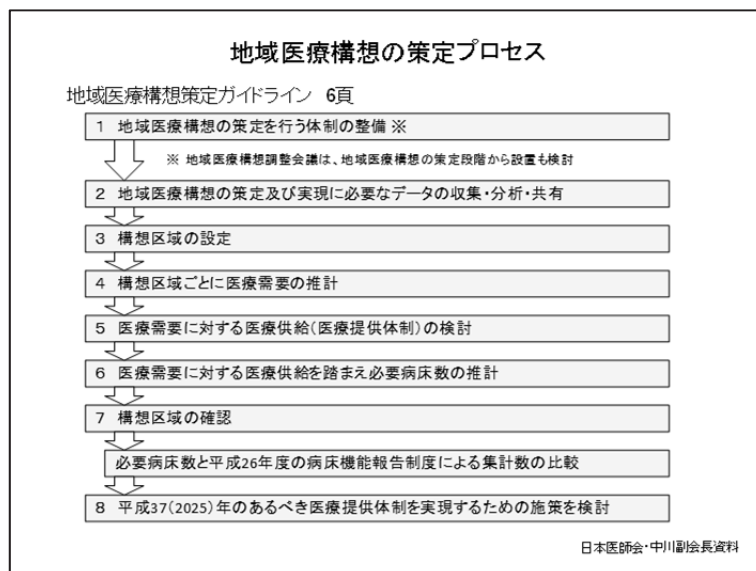 地域医療構想の策定プロセス
地域医療構想策定ガイドライン 6頁
1 地域医療構想の策定を行う体制の整備 ※
※ 地域医療構想調整会議は、地域医療構想の策定段階から設置も検討
2 地域医療構想の策定及び実現に必要なデータの収集・分析・共有
3 構想区域の設定
4 構想区域ごとに医療需要の推計
5 医療需要に対する医療供給(医療提供体制)の検討
6 医療需要に対する医療供給を踏まえ必要病床数の推計
7 構想区域の確認
必要病床数と平成26年度の病床機能報告制度による集計数の比較
8 平成37(2025)年のあるべき医療提供体制を実現するための施策を検討
日本医師会・中川副会長資料